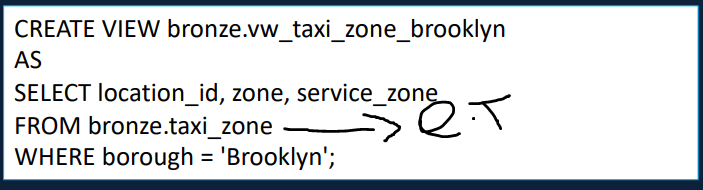 CREATE VIEW bronze.vw_taxi_zone_brooklyn
AS
SELECT location_id, zone, service_zone
FROM bronze.taxi_zone e.T
WHERE borough = 'Brooklyn';